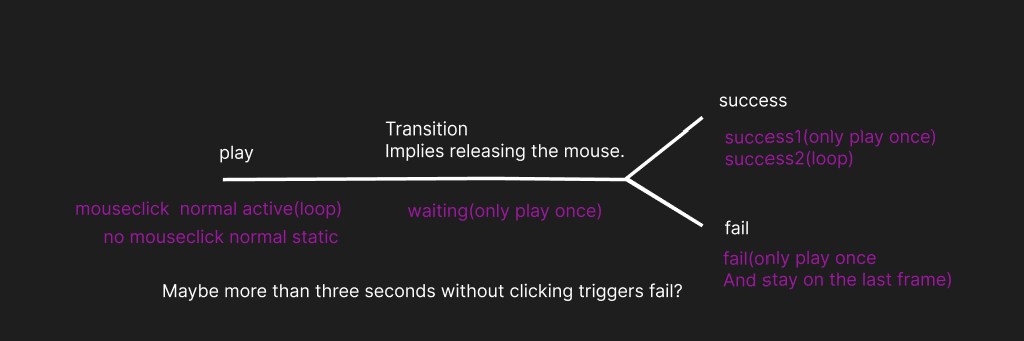 success
Transition
success1(only play once)
play
Implies releasing the mouse.
success2(loop)
mouseclick  normal active(loop)
waiting(only play once)
fail
no mouseclick normal static
fail(only play once
And stay on the last frame)
Maybe more than three seconds without clicking triggers fail?